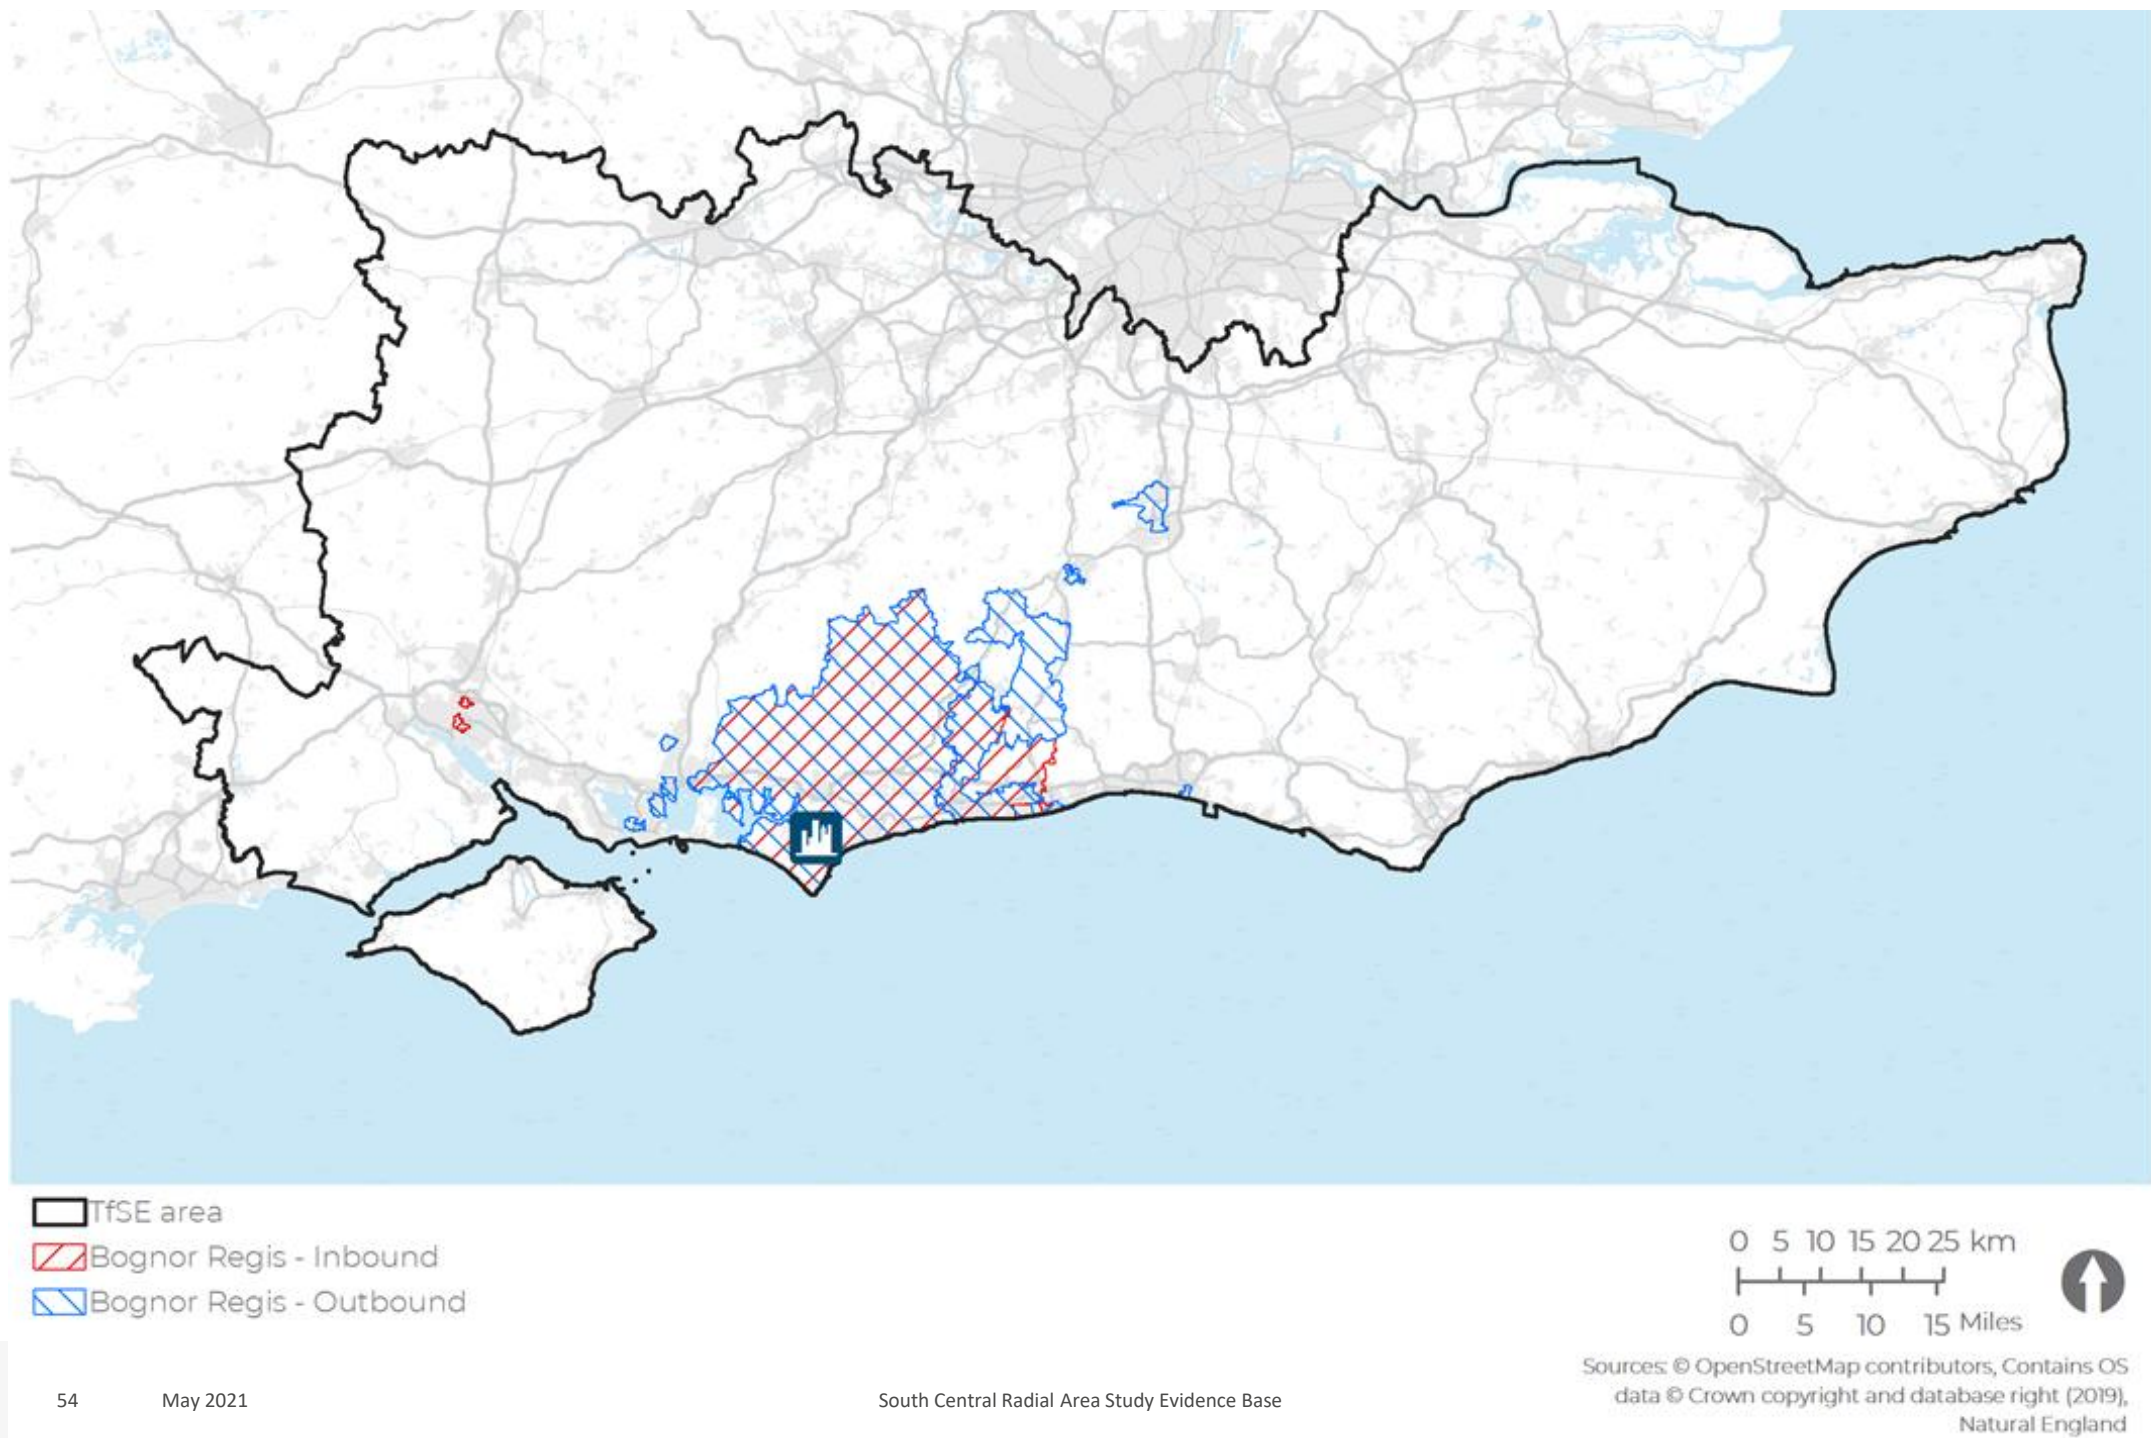 TfSE area
Bognor Regis - Inbound
Bognor Regis - Outbound
0 5 10 15 20 25 km
0 5 10 15 Miles
Sources: © OpenStreetMap contributors, Contains OS
data © Crown copyright and database right (2019),
Natural England
54 May 2021 South Central Radial Area Study Evidence Base